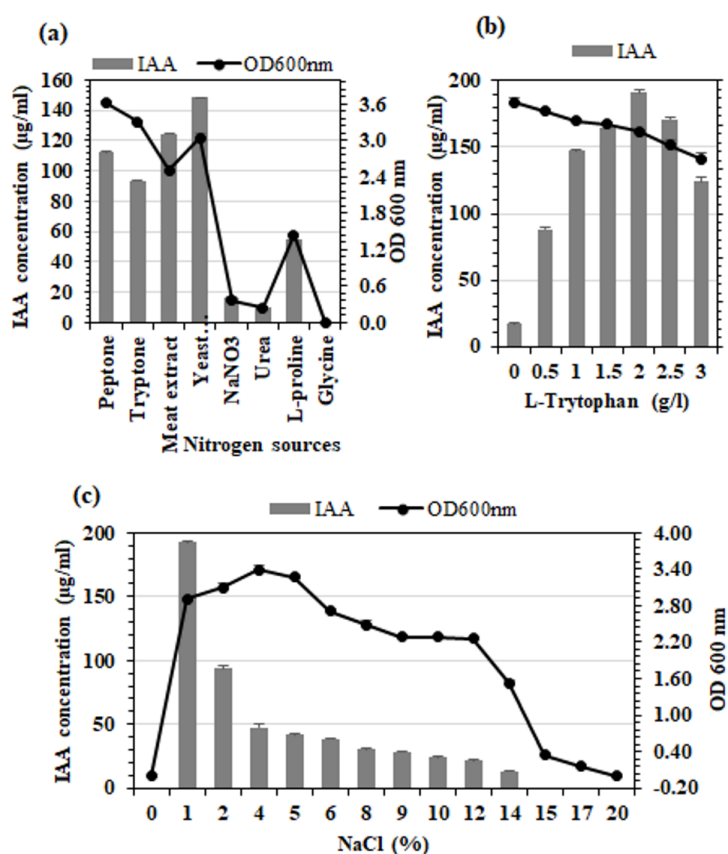 (a)
IAA OD600nm
IAA concentration (µg/ml)
160
140
120
100
80
60
40
20
0
3.6
3.0
2.4
1.8
1.2
0.6
0.0
OD 600 nm
Peptone
Tryptone
Meat extract
Yeast...
NaNO3
Urea
L-proline
Glycine
Nitrogen sources
(b)
IAA
IAA concentration (µg/ml)
200
150
100
50
0
0 0.5 1 1.5 2 2.5 3
L-Trytophan (g/l)
(c)
IAA OD600nm
IAA concentration (µg/ml)
200
150
100
50
0
4.00
3.40
2.80
2.20
1.60
1.00
0.40
-0.20
OD 600 nm
0 1 2 4 5 6 8 9 10 12 14 15 17 20
NaCl (%)